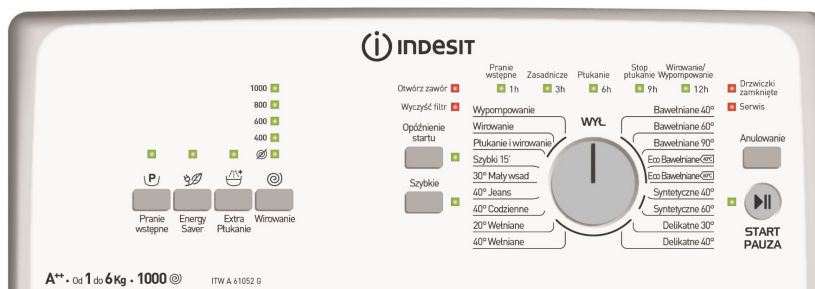 indesit
Pranie wstępne
Zasadnicze
Płukanie
Stop płukanie
Wirowanie/ Wypompowanie
1h
3h
6h
9h
12h
Otwórz zawór
Wyczyść filtr
Drzwiczki zamknięte
Serwis
1000
800
600
400
P
Pranie wstępne
Energy Saver
Extra Płukanie
Wirowanie
Opóźnienie startu
Szybkie
WYŁ.
Wypompowanie
Wirowanie
Płukanie i wirowanie
Szybki 15'
30° Mały wsad
40° Jeans
40° Codzienne
20° Wełniane
40° Wełniane
Bawełniane 40°
Bawełniane 60°
Bawełniane 90°
Eco Bawełniane
Eco Bawełniane
Syntetyczne 40°
Syntetyczne 60°
Delikatne 30°
Delikatne 40°
Anulowanie
START
PAUZA
A++ • Od 1 do 6 Kg • 1000
ITW A 61052 G